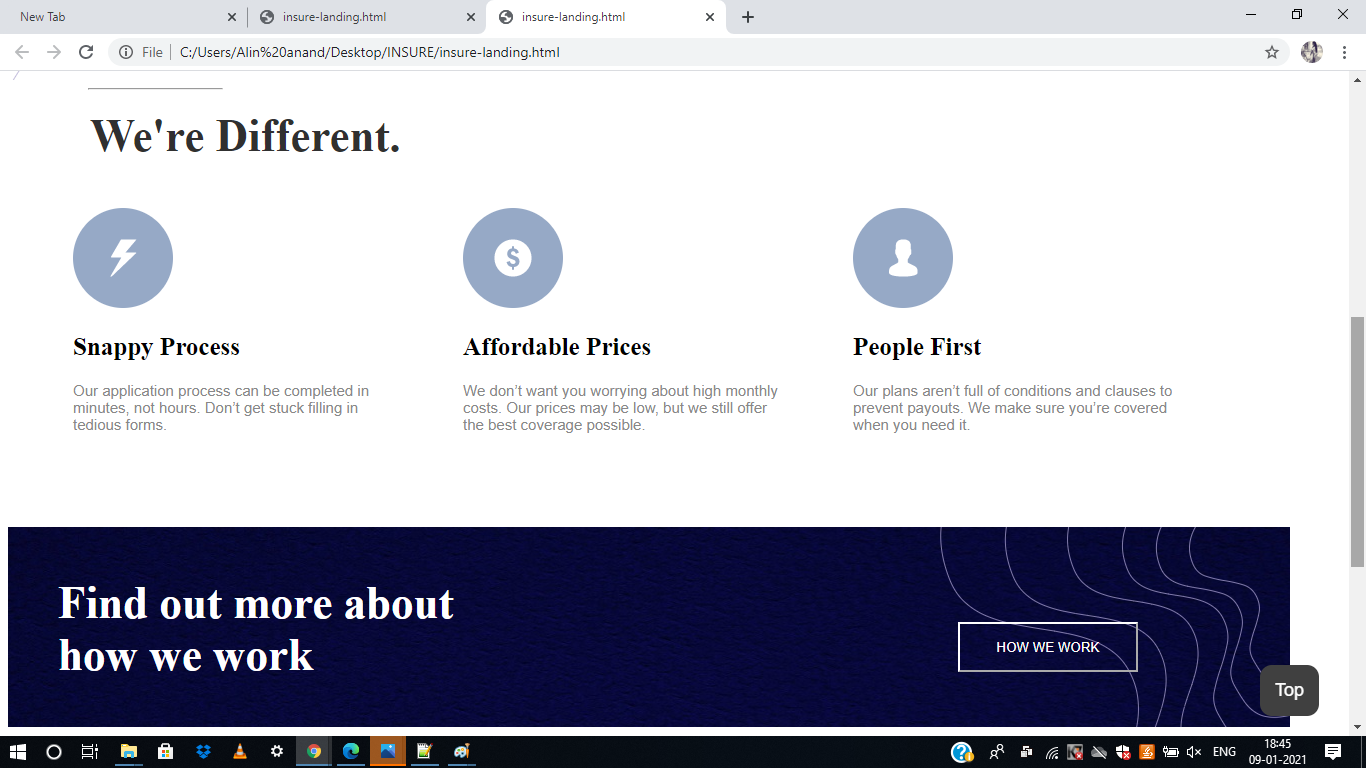 New Tab
insure-landing.html
insure-landing.html
File
C:/Users/Alin%20anand/Desktop/INSURE/insure-landing.html
We're Different.
$
Snappy Process
Affordable Prices
People First
Our application process can be completed in
minutes, not hours. Don’t get stuck filling in
tedious forms.
We don’t want you worrying about high monthly
costs. Our prices may be low, but we still offer
the best coverage possible.
Our plans aren’t full of conditions and clauses to
prevent payouts. We make sure you’re covered
when you need it.
Find out more about
how we work
HOW WE WORK
Top
ENG
18:45
09-01-2021